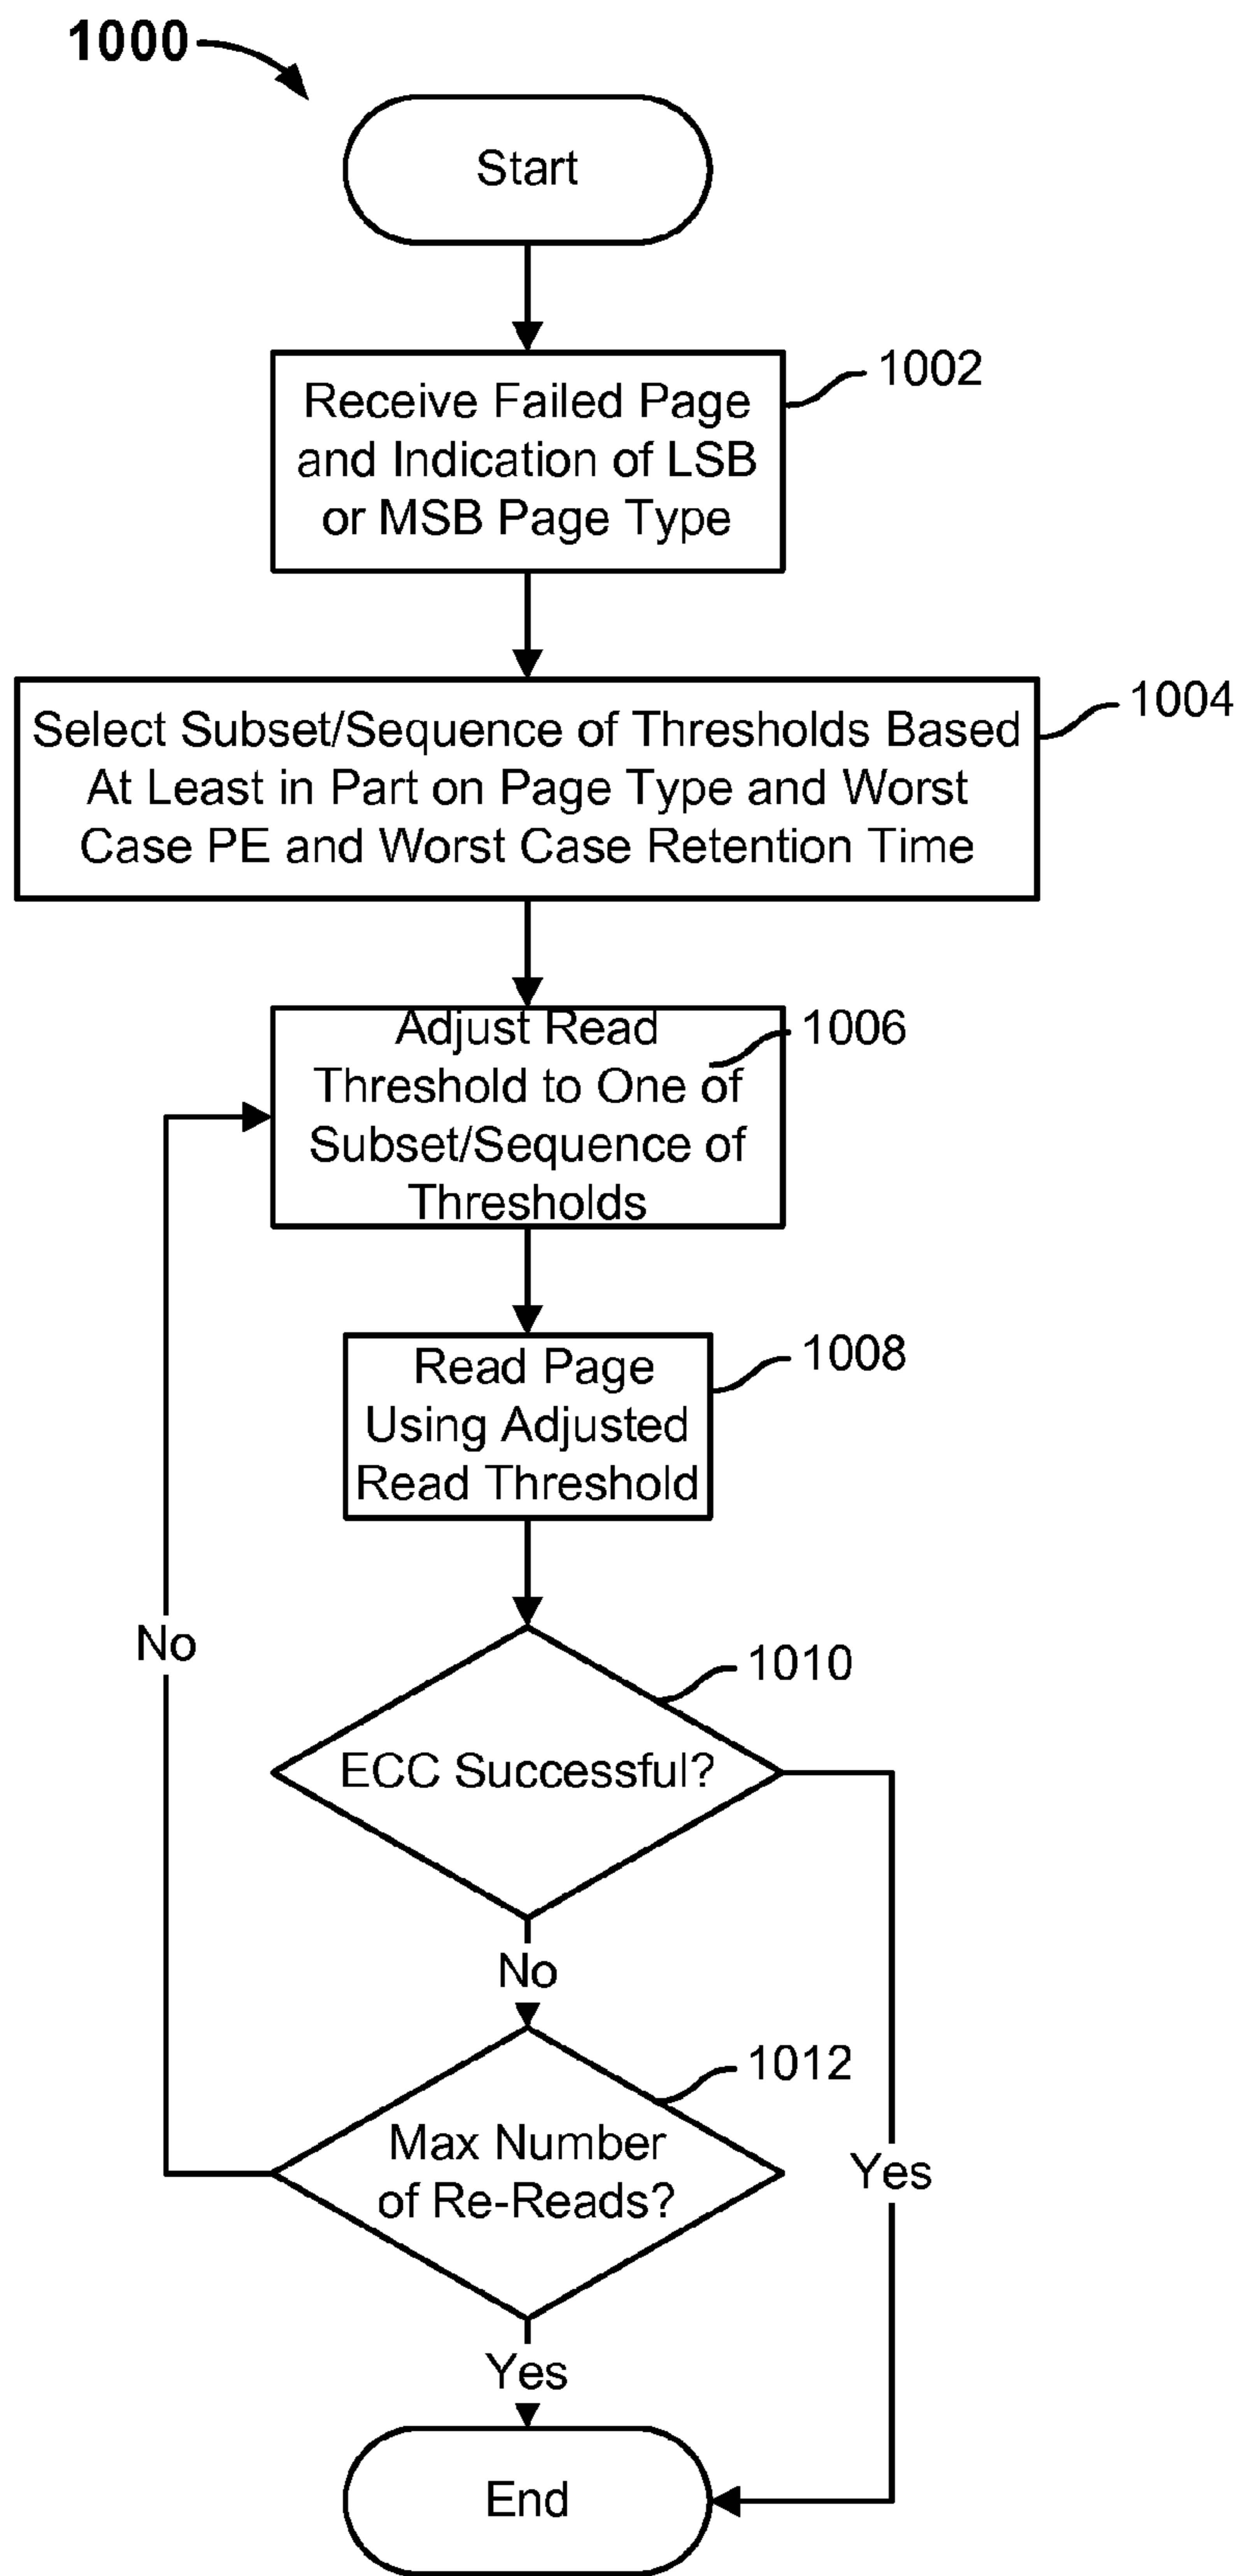 1000
Start
Receive Failed Page
and Indication of LSB
or MSB Page Type
1002
Select Subset/Sequence of Thresholds Based
At Least in Part on Page Type and Worst
Case PE and Worst Case Retention Time
1004
Adjust Read
Threshold to One of
Subset/Sequence of
Thresholds
1006
Read Page
Using Adjusted
Read Threshold
1008
No
ECC Successful?
1010
No
Max Number
of Re-Reads?
1012
Yes
Yes
End